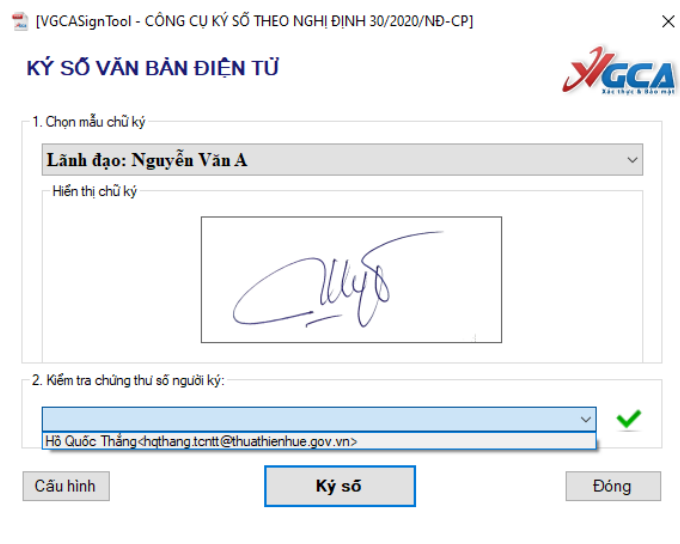 [VGCASignTool - CÔNG CỤ KÝ SỐ THEO NGHỊ ĐỊNH 30/2020/NĐ-CP]
KÝ SỐ VĂN BẢN ĐIỆN TỬ
VGCA
Xác thực & Bảo mật
1. Chọn mẫu chữ ký
Lãnh đạo: Nguyễn Văn A
Hiển thị chữ ký
2. Kiểm tra chứng thư số người ký:
Hồ Quốc Thắng<hqthang.tcntt@thuathienhue.gov.vn>
Cấu hình
Ký số
Đóng